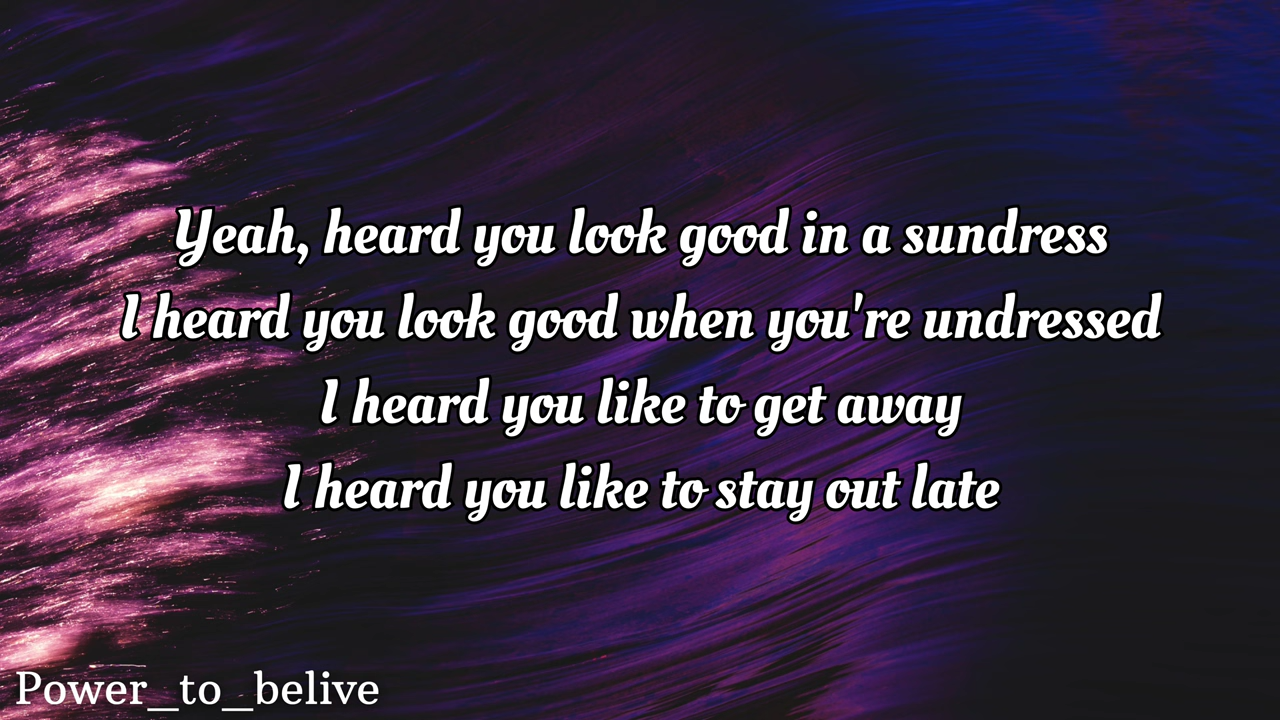 Yeah, heard you look good in a sundress
I heard you look good when you're undressed
I heard you like to get away
I heard you like to stay out late
Power_to_belive